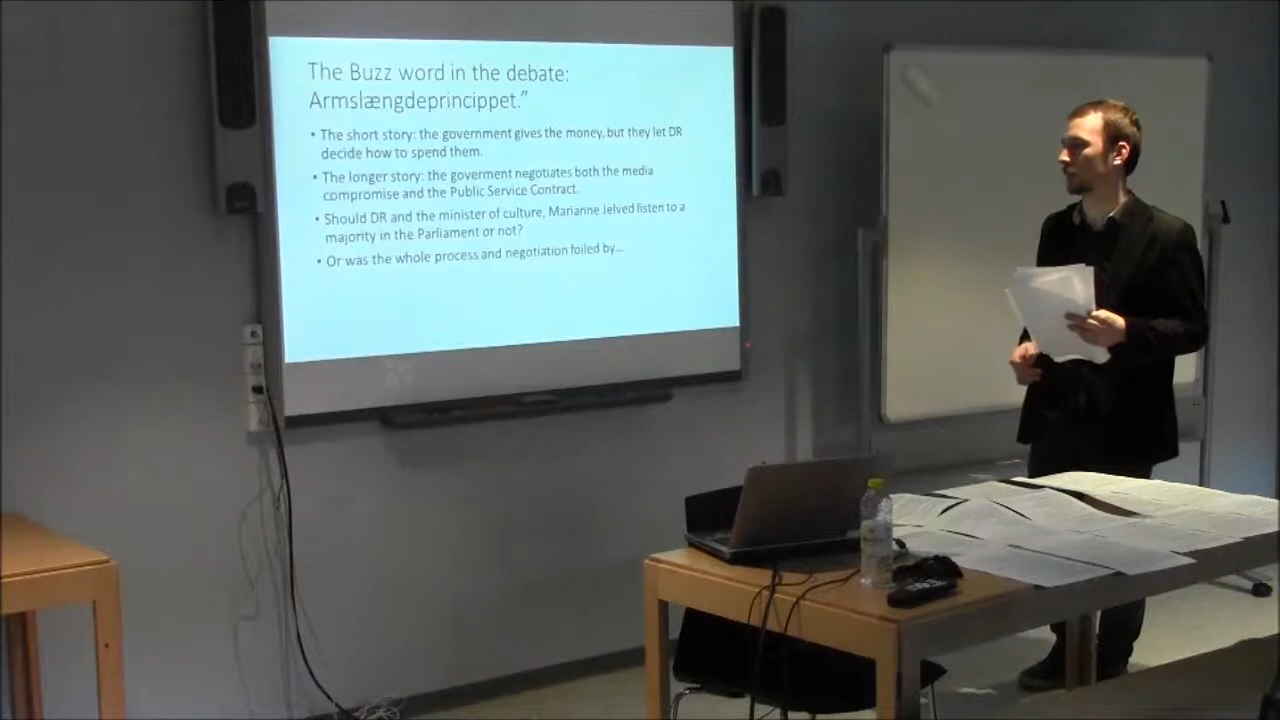 The Buzz word in the debate:
Armslængdeprincippet.”
• The short story: the government gives the money, but they let DR
decide how to spend them.
• The longer story: the goverment negotiates both the media
compromise and the Public Service Contract.
• Should DR and the minister of culture, Marianne Jelved listen to a
majority in the Parliament or not?
• Or was the whole process and negotiation foiled by…